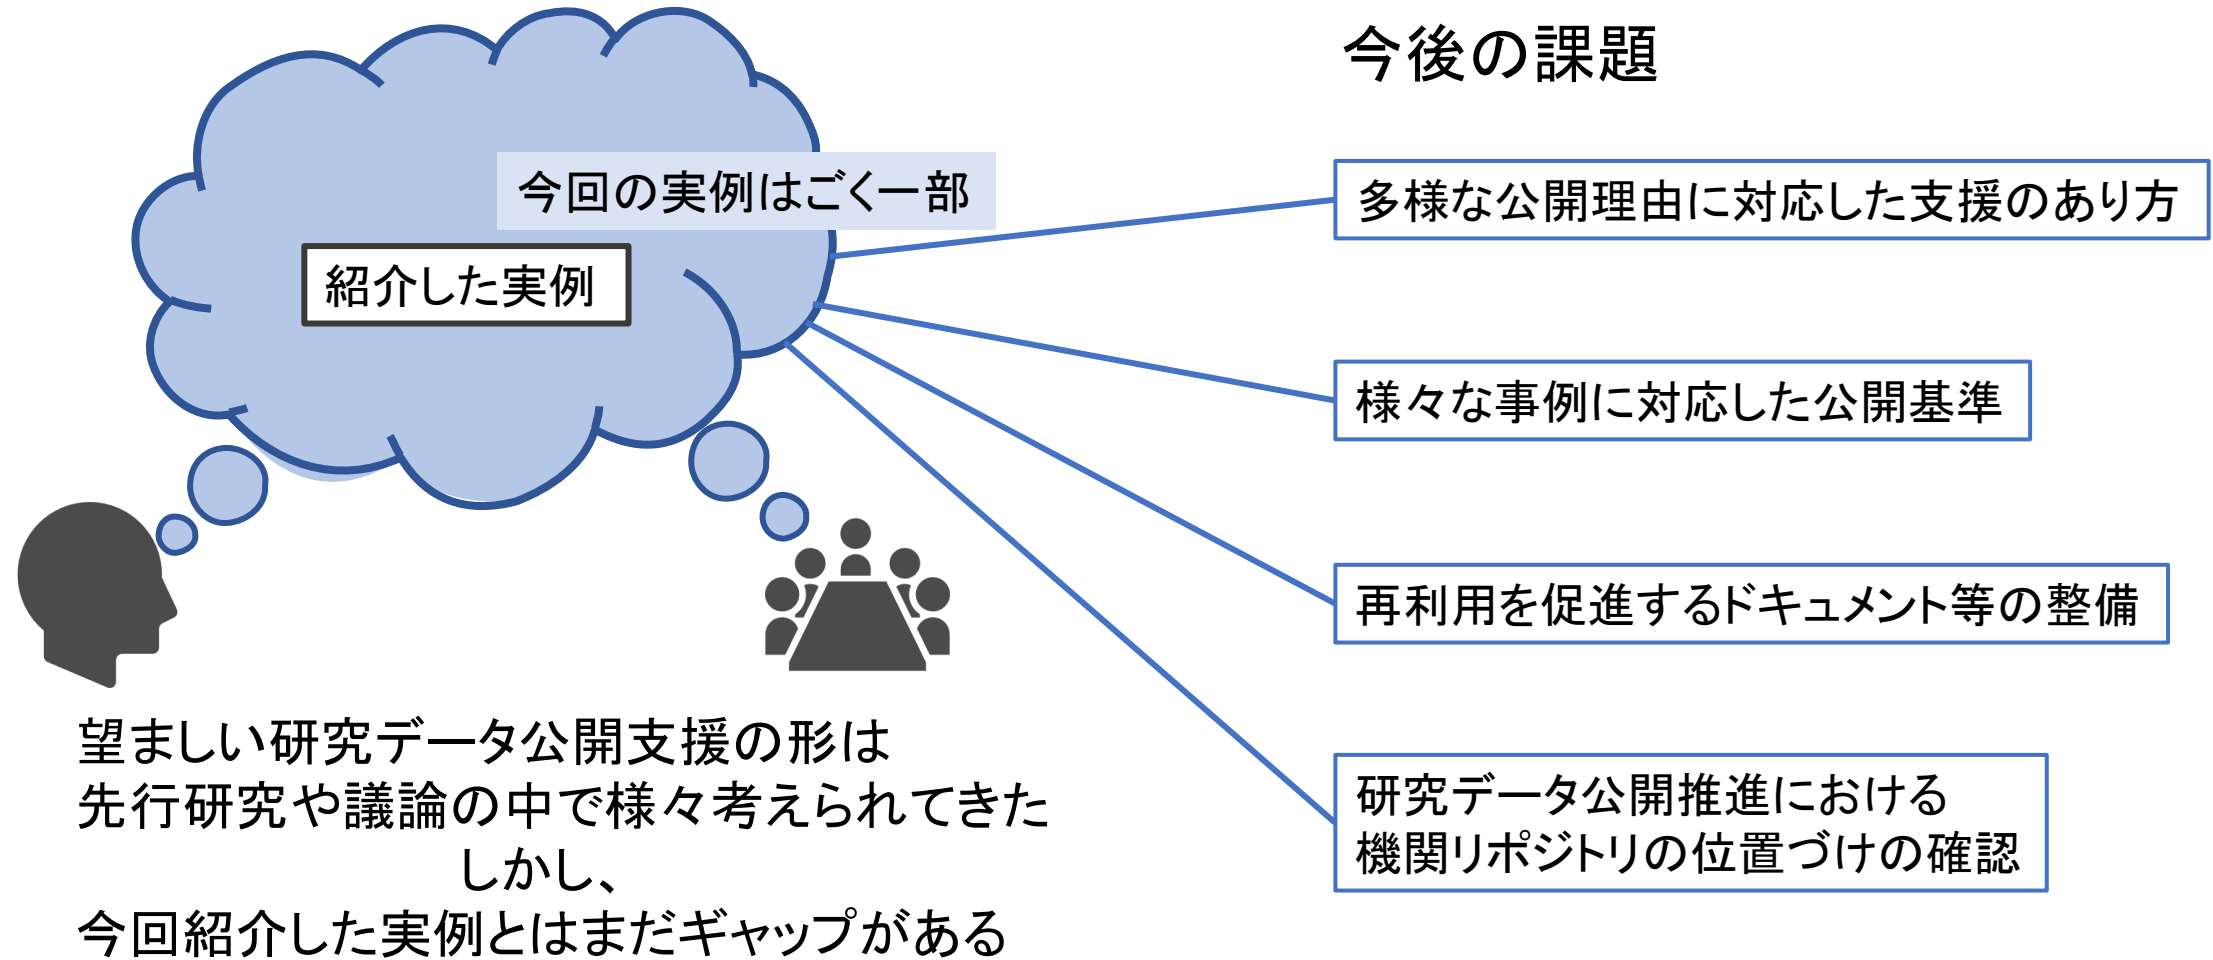 今後の課題
今回の実例はごく一部
紹介した実例
多様な公開理由に対応した支援のあり方
様々な事例に対応した公開基準
再利用を促進するドキュメント等の整備
研究データ公開推進における
機関リポジトリの位置づけの確認
望ましい研究データ公開支援の形は
先行研究や議論の中で様々考えられてきた
しかし、
今回紹介した実例とはまだギャップがある